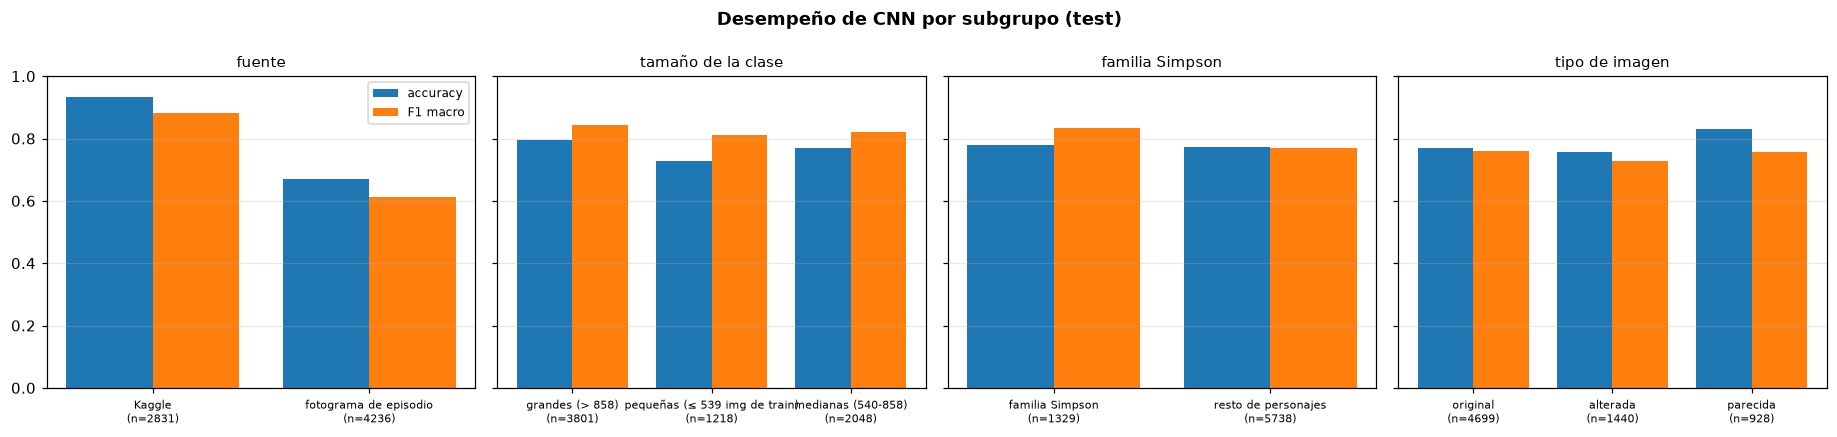 Desempeño de CNN por subgrupo (test)
fuente
accuracy
F1 macro
1.0
0.8
0.6
0.4
0.2
0.0
Kaggle
(n=2831)
fotograma de episodio
(n=4236)
tamaño de la clase
grandes (> 858)
(n=3801)
pequeñas (≤ 539 img de train)
(n=1218)
medianas (540-858)
(n=2048)
familia Simpson
familia Simpson
(n=1329)
resto de personajes
(n=5738)
tipo de imagen
original
(n=4699)
alterada
(n=1440)
parecida
(n=928)